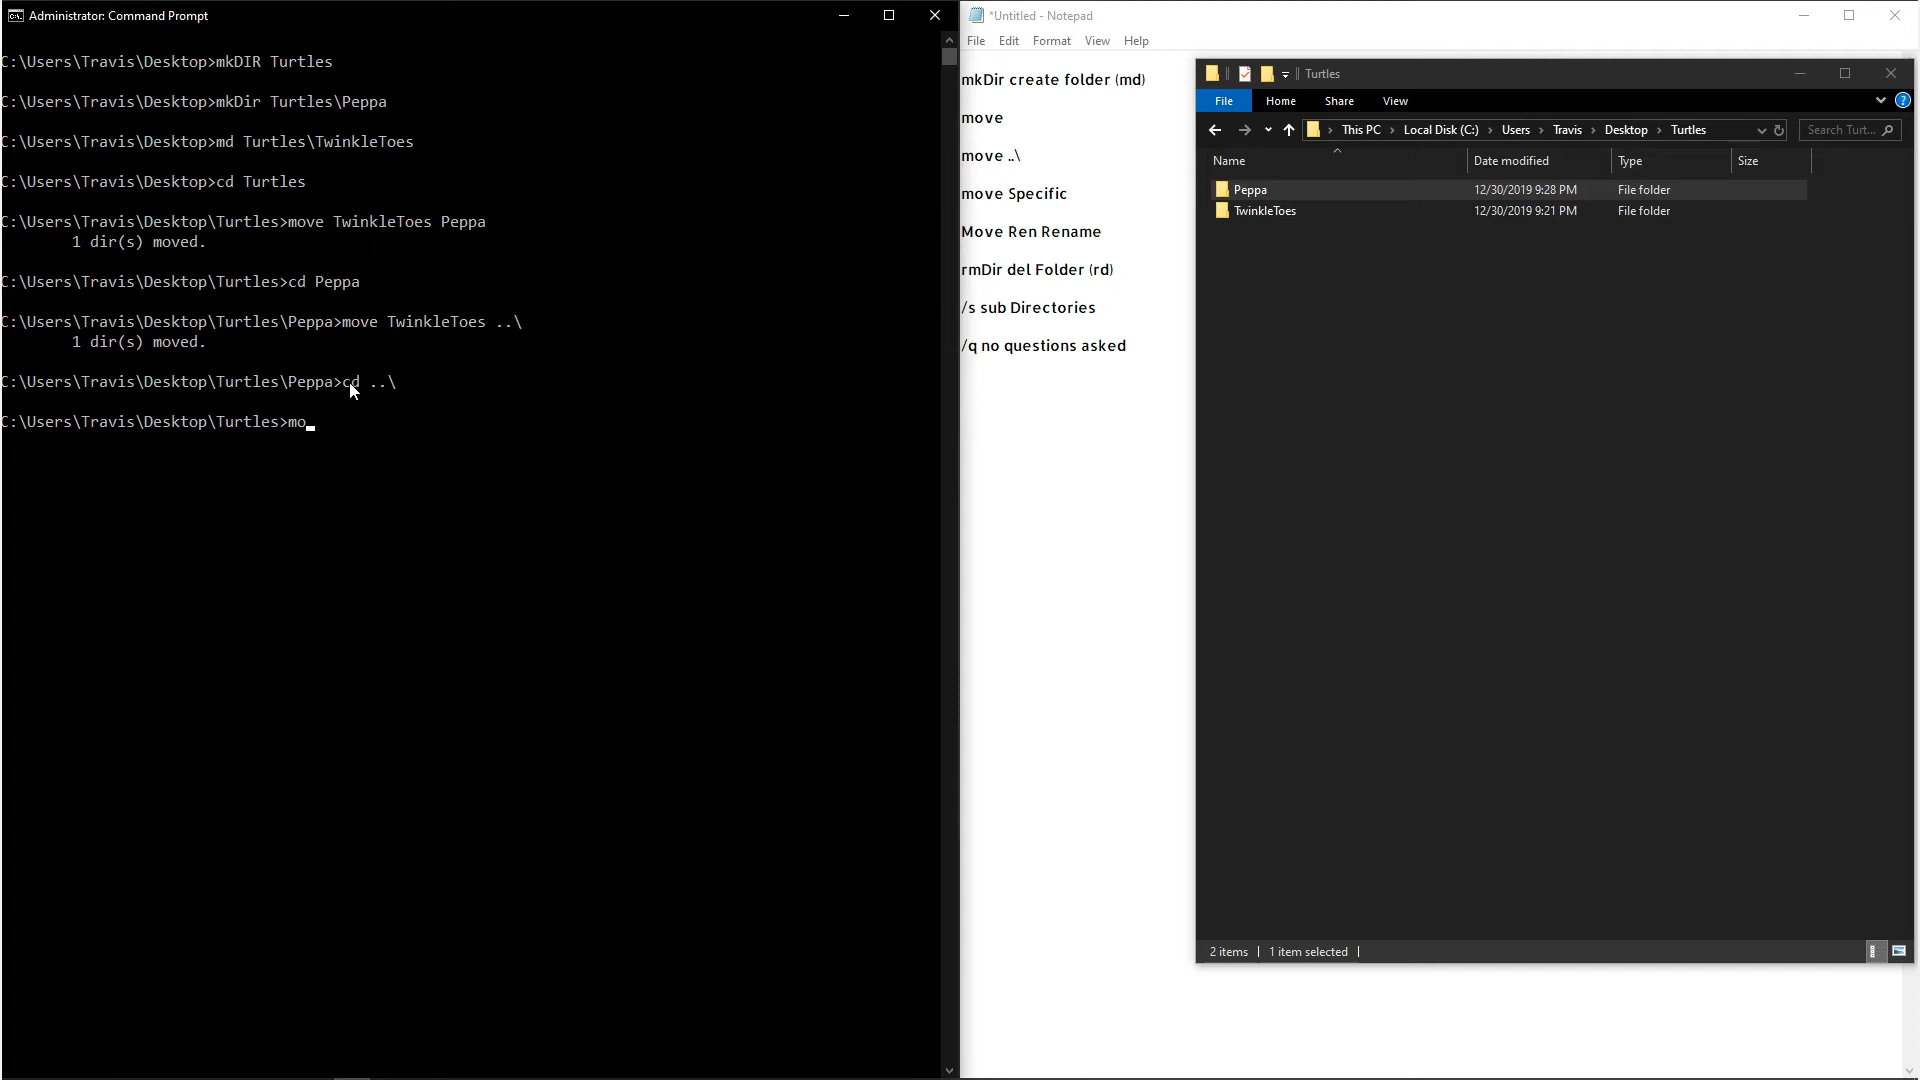 Administrator: Command Prompt
C:\Users\Travis\Desktop>mkDIR Turtles
C:\Users\Travis\Desktop>mkDir Turtles\Peppa
C:\Users\Travis\Desktop>md Turtles\TwinkleToes
C:\Users\Travis\Desktop>cd Turtles
C:\Users\Travis\Desktop\Turtles>move TwinkleToes Peppa
1 dir(s) moved.
C:\Users\Travis\Desktop\Turtles>cd Peppa
C:\Users\Travis\Desktop\Turtles\Peppa>move TwinkleToes ..\
1 dir(s) moved.
C:\Users\Travis\Desktop\Turtles\Peppa>cd ..\
C:\Users\Travis\Desktop\Turtles>mo
*Untitled - Notepad
File Edit Format View Help
mkDir create folder (md)
move
move ..\
move Specific
Move Ren Rename
rmDir del Folder (rd)
/s sub Directories
/q no questions asked
Turtles
File Home Share View
This PC > Local Disk (C:) > Users > Travis > Desktop > Turtles
Search Turt...
Name Date modified Type Size
Peppa 12/30/2019 9:28 PM File folder
TwinkleToes 12/30/2019 9:21 PM File folder
2 items 1 item selected